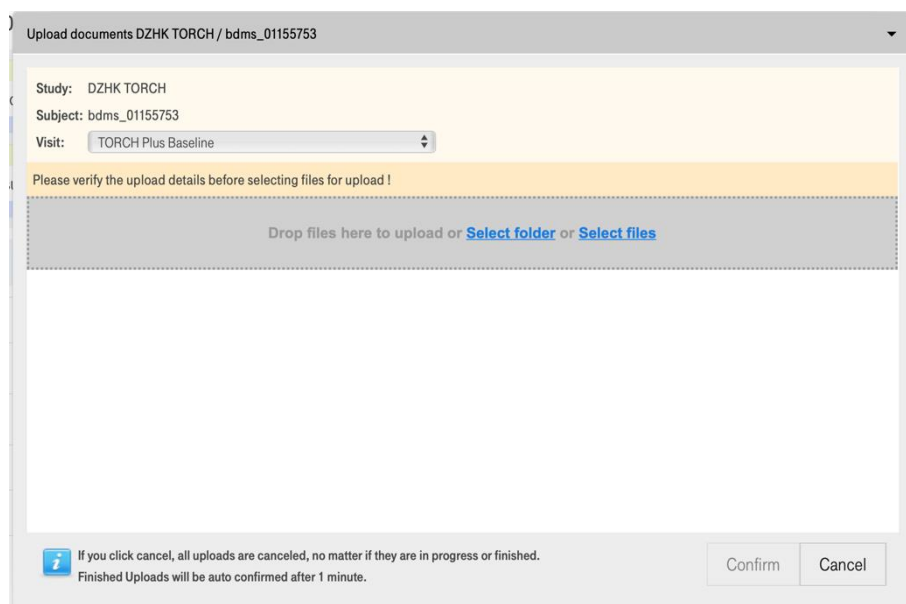 Upload documents DZHK TORCH / bdms_01155753
Study: DZHK TORCH
Subject: bdms_01155753
Visit: TORCH Plus Baseline
Please verify the upload details before selecting files for upload !
Drop files here to upload or Select folder or Select files
If you click cancel, all uploads are canceled, no matter if they are in progress or finished.
Finished Uploads will be auto confirmed after 1 minute.
Confirm Cancel